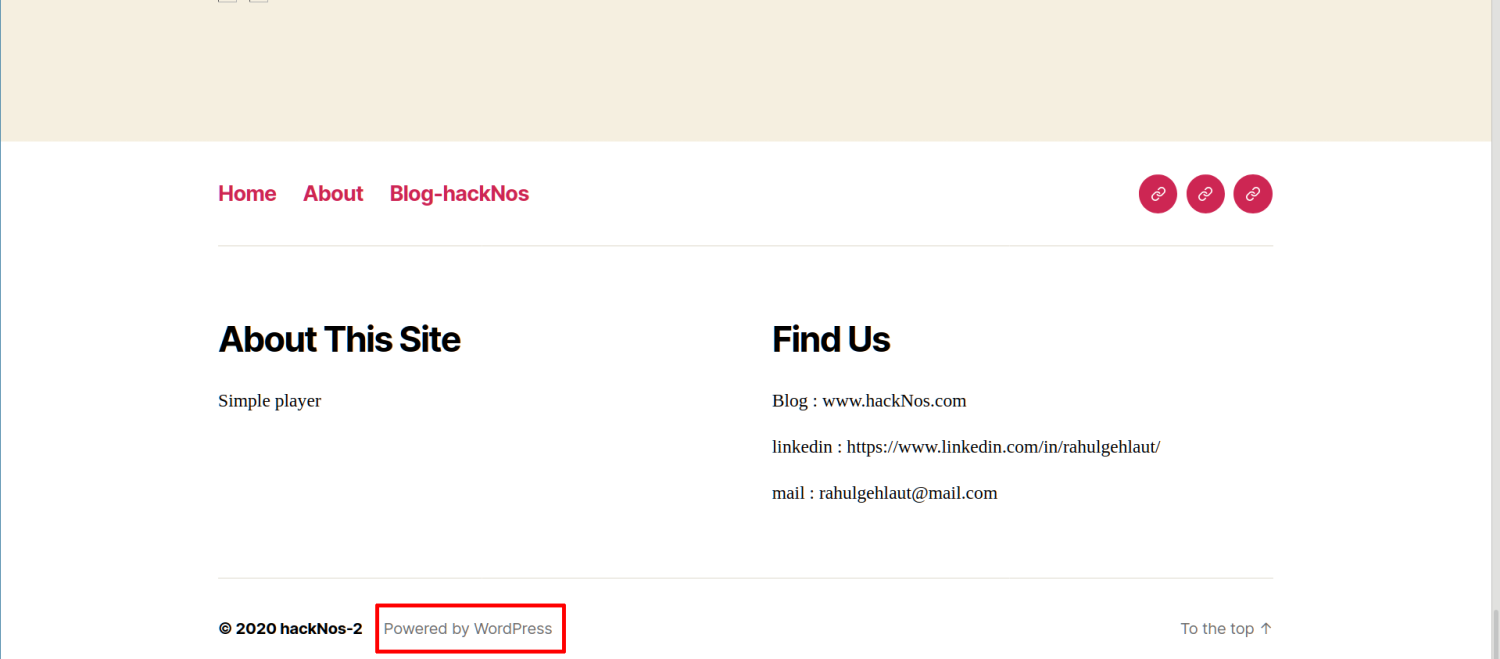 Home About Blog-hackNos
About This Site
Simple player
Find Us
Blog : www.hackNos.com
linkedin : https://www.linkedin.com/in/rahulgehlaut/
mail : rahulgehlaut@mail.com
© 2020 hackNos-2 Powered by WordPress
To the top ↑